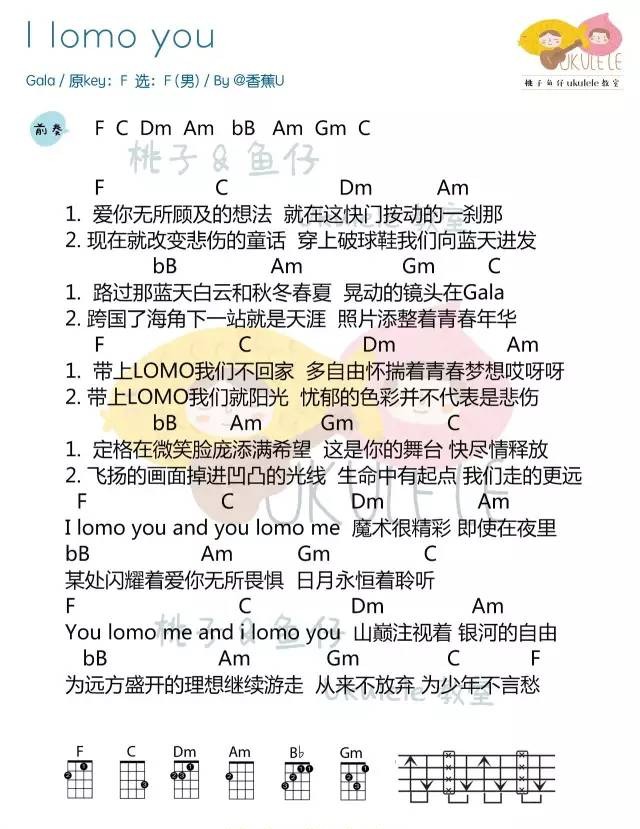 I lomo you
UKULELE
桃子鱼仔ukulele教室
Gala / 原key：F 选：F(男) / By @香蕉U
前奏 F C Dm Am bB Am Gm C
桃子&鱼仔
F C Dm Am
1. 爱你无所顾及的想法 就在这快门按动的一刹那
ukulele 教室
2. 现在就改变悲伤的童话 穿上破球鞋我们向蓝天进发
bB Am Gm C
1. 路过那蓝天白云和秋冬春夏 晃动的镜头在Gala
2. 跨国了海角下一站就是天涯 照片添整着青春年华
F C Dm Am
1. 带上LOMO我们不回家 多自由怀揣着青春梦想哎呀呀
2. 带上LOMO我们就阳光 忧郁的色彩并不代表是悲伤
bB Am Gm C
1. 定格在微笑脸庞添满希望 这是你的舞台 快尽情释放
2. 飞扬的画面掉进凹凸的光线 生命中有起点 我们走的更远
UKULELE
F C Dm Am
I lomo you and you lomo me 魔术很精彩 即使在夜里
bB Am Gm C
某处闪耀着爱你无所畏惧 日月永恒着聆听
F C Dm Am
桃子&鱼仔
You lomo me and i lomo you 山巅注视着 银河的自由
bB Am Gm C F
为远方盛开的理想继续游走 从来不放弃 为少年不言愁
ukulele 教室
F C Dm Am B♭ Gm